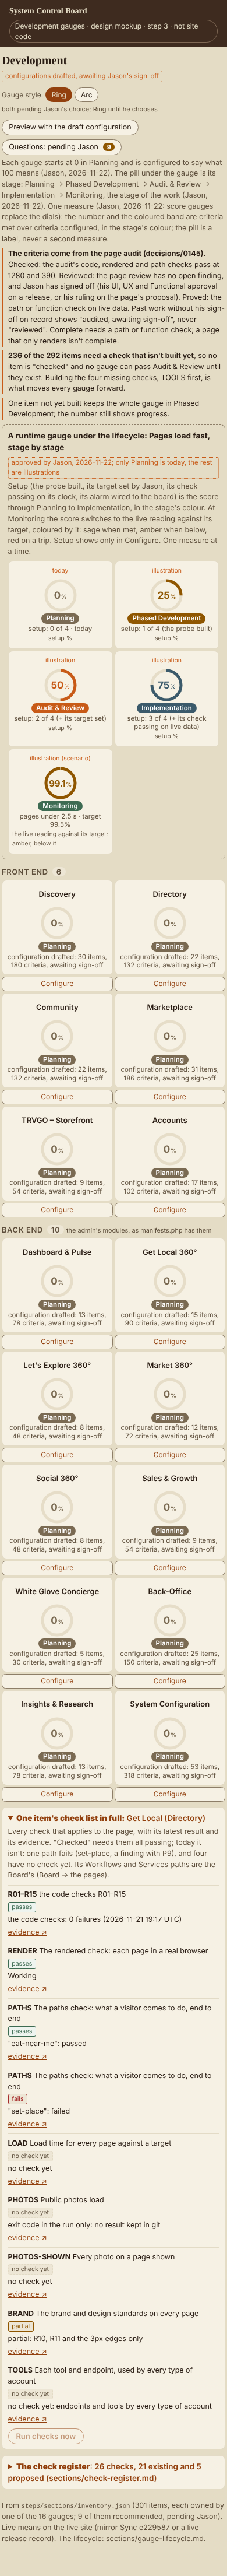 System Control Board
Development gauges · design mockup · step 3 · not site
code
Development
configurations drafted, awaiting Jason's sign-off
Gauge style: Ring Arc
both pending Jason's choice; Ring until he chooses
Preview with the draft configuration
Questions: pending Jason 9
Each gauge starts at 0 in Planning and is configured to say what
100 means (Jason, 2026-11-22). The pill under the gauge is its
stage: Planning → Phased Development → Audit & Review →
Implementation → Monitoring, the stage of the work (Jason,
2026-11-22). One measure (Jason, 2026-11-22: score gauges
replace the dials): the number and the coloured band are criteria
met over criteria configured, in the stage's colour; the pill is a
label, never a second measure.
The criteria come from the page audit (decisions/0145).
Checked: the audit's code, rendered and path checks pass at
1280 and 390. Reviewed: the page review has no open finding,
and Jason has signed off (his UI, UX and Functional approval
on a release, or his ruling on the page's proposal). Proved: the
path or function check on live data. Past work without his sign-
off on record shows "audited, awaiting sign-off", never
"reviewed". Complete needs a path or function check; a page
that only renders isn't complete.
236 of the 292 items need a check that isn't built yet, so no
item is "checked" and no gauge can pass Audit & Review until
they exist. Building the four missing checks, TOOLS first, is
what moves every gauge forward.
One item not yet built keeps the whole gauge in Phased
Development; the number still shows progress.
A runtime gauge under the lifecycle: Pages load fast,
stage by stage
approved by Jason, 2026-11-22; only Planning is today, the rest
are illustrations
Setup (the probe built, its target set by Jason, its check
passing on its clock, its alarm wired to the board) is the score
through Planning to Implementation, in the stage's colour. At
Monitoring the score switches to the live reading against its
target, coloured by it: sage when met, amber when below,
red on a trip. Setup shows only in Configure. One measure at
a time.
today
0%
Planning
setup: 0 of 4 · today
setup %
illustration
25%
Phased Development
setup: 1 of 4 (the probe built)
setup %
illustration
50%
Audit & Review
setup: 2 of 4 (+ its target set)
setup %
illustration
75%
Implementation
setup: 3 of 4 (+ its check
passing on live data)
setup %
illustration (scenario)
99.1%
Monitoring
pages under 2.5 s · target
99.5%
the live reading against its target:
amber, below it
FRONT END 6
Discovery
0%
Planning
configuration drafted: 30 items,
180 criteria, awaiting sign-off
Configure
Directory
0%
Planning
configuration drafted: 22 items,
132 criteria, awaiting sign-off
Configure
Community
0%
Planning
configuration drafted: 22 items,
132 criteria, awaiting sign-off
Configure
Marketplace
0%
Planning
configuration drafted: 31 items,
186 criteria, awaiting sign-off
Configure
TRVGO – Storefront
0%
Planning
configuration drafted: 9 items,
54 criteria, awaiting sign-off
Configure
Accounts
0%
Planning
configuration drafted: 17 items,
102 criteria, awaiting sign-off
Configure
BACK END 10 the admin's modules, as manifests.php has them
Dashboard & Pulse
0%
Planning
configuration drafted: 13 items,
78 criteria, awaiting sign-off
Configure
Get Local 360°
0%
Planning
configuration drafted: 15 items,
90 criteria, awaiting sign-off
Configure
Let's Explore 360°
0%
Planning
configuration drafted: 8 items,
48 criteria, awaiting sign-off
Configure
Market 360°
0%
Planning
configuration drafted: 12 items,
72 criteria, awaiting sign-off
Configure
Social 360°
0%
Planning
configuration drafted: 8 items,
48 criteria, awaiting sign-off
Configure
Sales & Growth
0%
Planning
configuration drafted: 9 items,
54 criteria, awaiting sign-off
Configure
White Glove Concierge
0%
Planning
configuration drafted: 5 items,
30 criteria, awaiting sign-off
Configure
Back-Office
0%
Planning
configuration drafted: 25 items,
150 criteria, awaiting sign-off
Configure
Insights & Research
0%
Planning
configuration drafted: 13 items,
78 criteria, awaiting sign-off
Configure
System Configuration
0%
Planning
configuration drafted: 53 items,
318 criteria, awaiting sign-off
Configure
▼ One item's check list in full: Get Local (Directory)
Every check that applies to the page, with its latest result and
its evidence. "Checked" needs them all passing; today it
isn't: one path fails (set-place, a finding with P9), and four
have no check yet. Its Workflows and Services paths are the
Board's (Board → the pages).
R01–R15 the code checks R01–R15
passes
the code checks: 0 failures (2026-11-21 19:17 UTC)
evidence ↗
RENDER The rendered check: each page in a real browser
passes
Working
evidence ↗
PATHS The paths check: what a visitor comes to do, end to
end
passes
"eat-near-me": passed
evidence ↗
PATHS The paths check: what a visitor comes to do, end to
end
fails
"set-place": failed
evidence ↗
LOAD Load time for every page against a target
no check yet
no check yet
evidence ↗
PHOTOS Public photos load
no check yet
exit code in the run only: no result kept in git
evidence ↗
PHOTOS-SHOWN Every photo on a page shown
no check yet
no check yet
evidence ↗
BRAND The brand and design standards on every page
partial
partial: R10, R11 and the 3px edges only
evidence ↗
TOOLS Each tool and endpoint, used by every type of
account
no check yet
no check yet: endpoints and tools by every type of account
evidence ↗
Run checks now
▶ The check register: 26 checks, 21 existing and 5
proposed (sections/check-register.md)
From step3/sections/inventory.json (301 items, each owned by
one of the 16 gauges; 9 of them recommended, pending Jason).
Live means on the live site (mirror Sync e229587 or a live
release record). The lifecycle: sections/gauge-lifecycle.md.